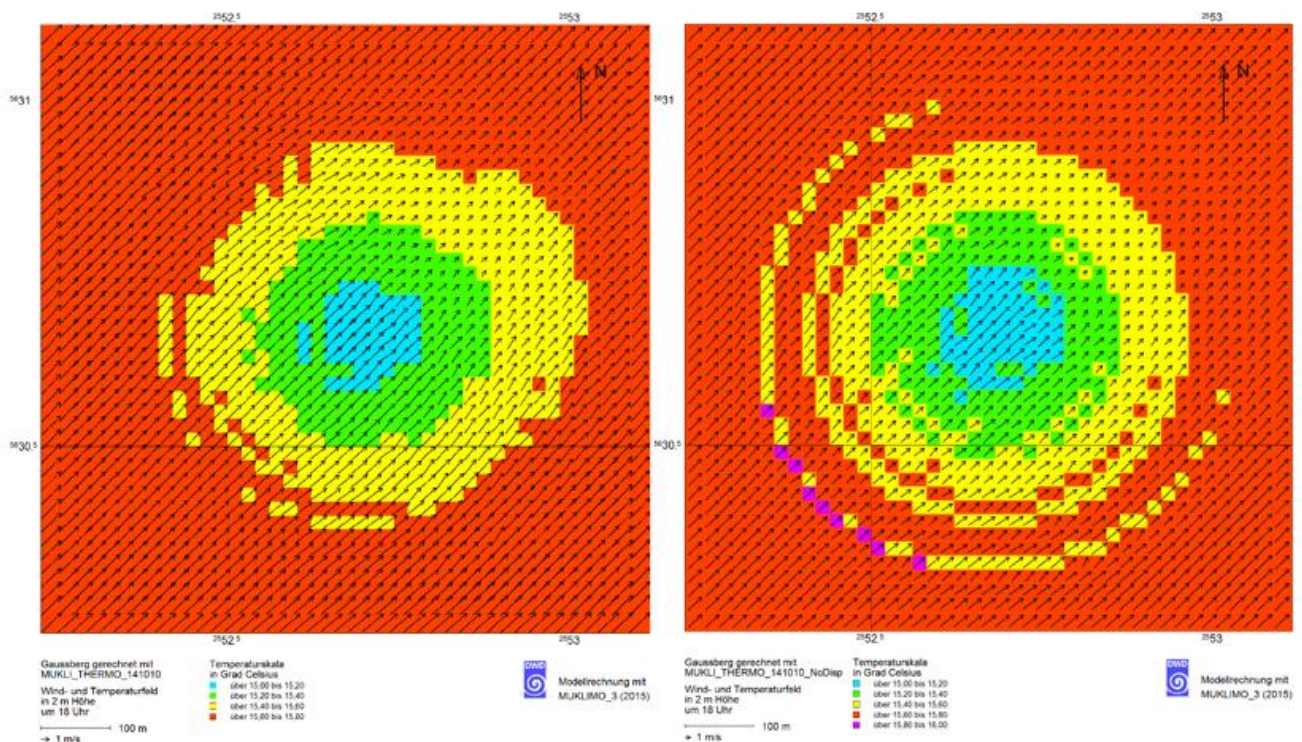 2552.5
2553
5631
N
5630.5
2552.5
2553
Gaussberg gerechnet mit
MUKLI_THERMO_141010
Wind- und Temperaturfeld
in 2 m Höhe
um 18 Uhr
100 m
1 m/s
Temperaturskala
in Grad Celsius
über 15,00 bis 15,20
über 15,20 bis 15,40
über 15,40 bis 15,60
über 15,60 bis 15,80
DWD
Modellrechnung mit
MUKLIMO_3 (2015)
2552.5
2553
N
2552.5
2553
Gaussberg gerechnet mit
MUKLI_THERMO_141010_NoDisp
Wind- und Temperaturfeld
in 2 m Höhe
um 18 Uhr
100 m
1 m/s
Temperaturskala
in Grad Celsius
über 15,00 bis 15,20
über 15,20 bis 15,40
über 15,40 bis 15,60
über 15,60 bis 15,80
über 15,80 bis 16,00
DWD
Modellrechnung mit
MUKLIMO_3 (2015)
5631
5630.5